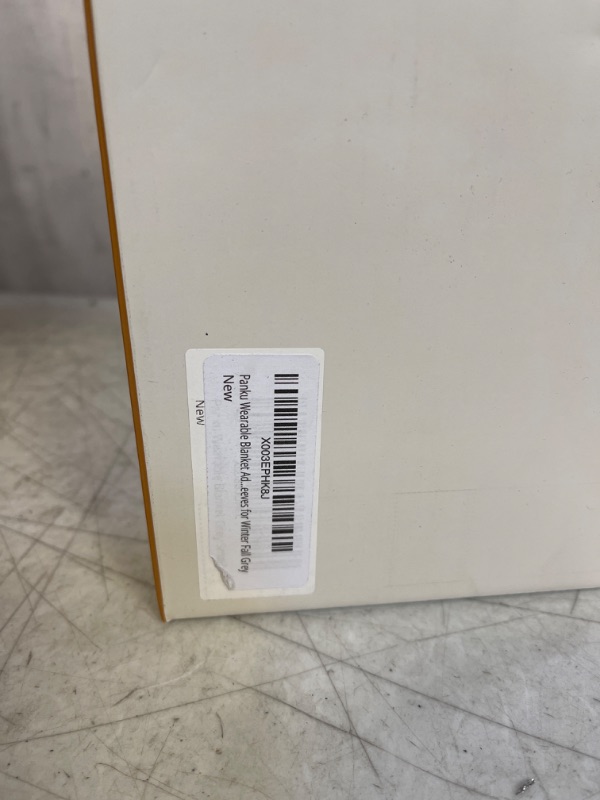 X003EPHK8J
Panku Wearable Blanket Ad...eeves for Winter Fall Grey
New
New